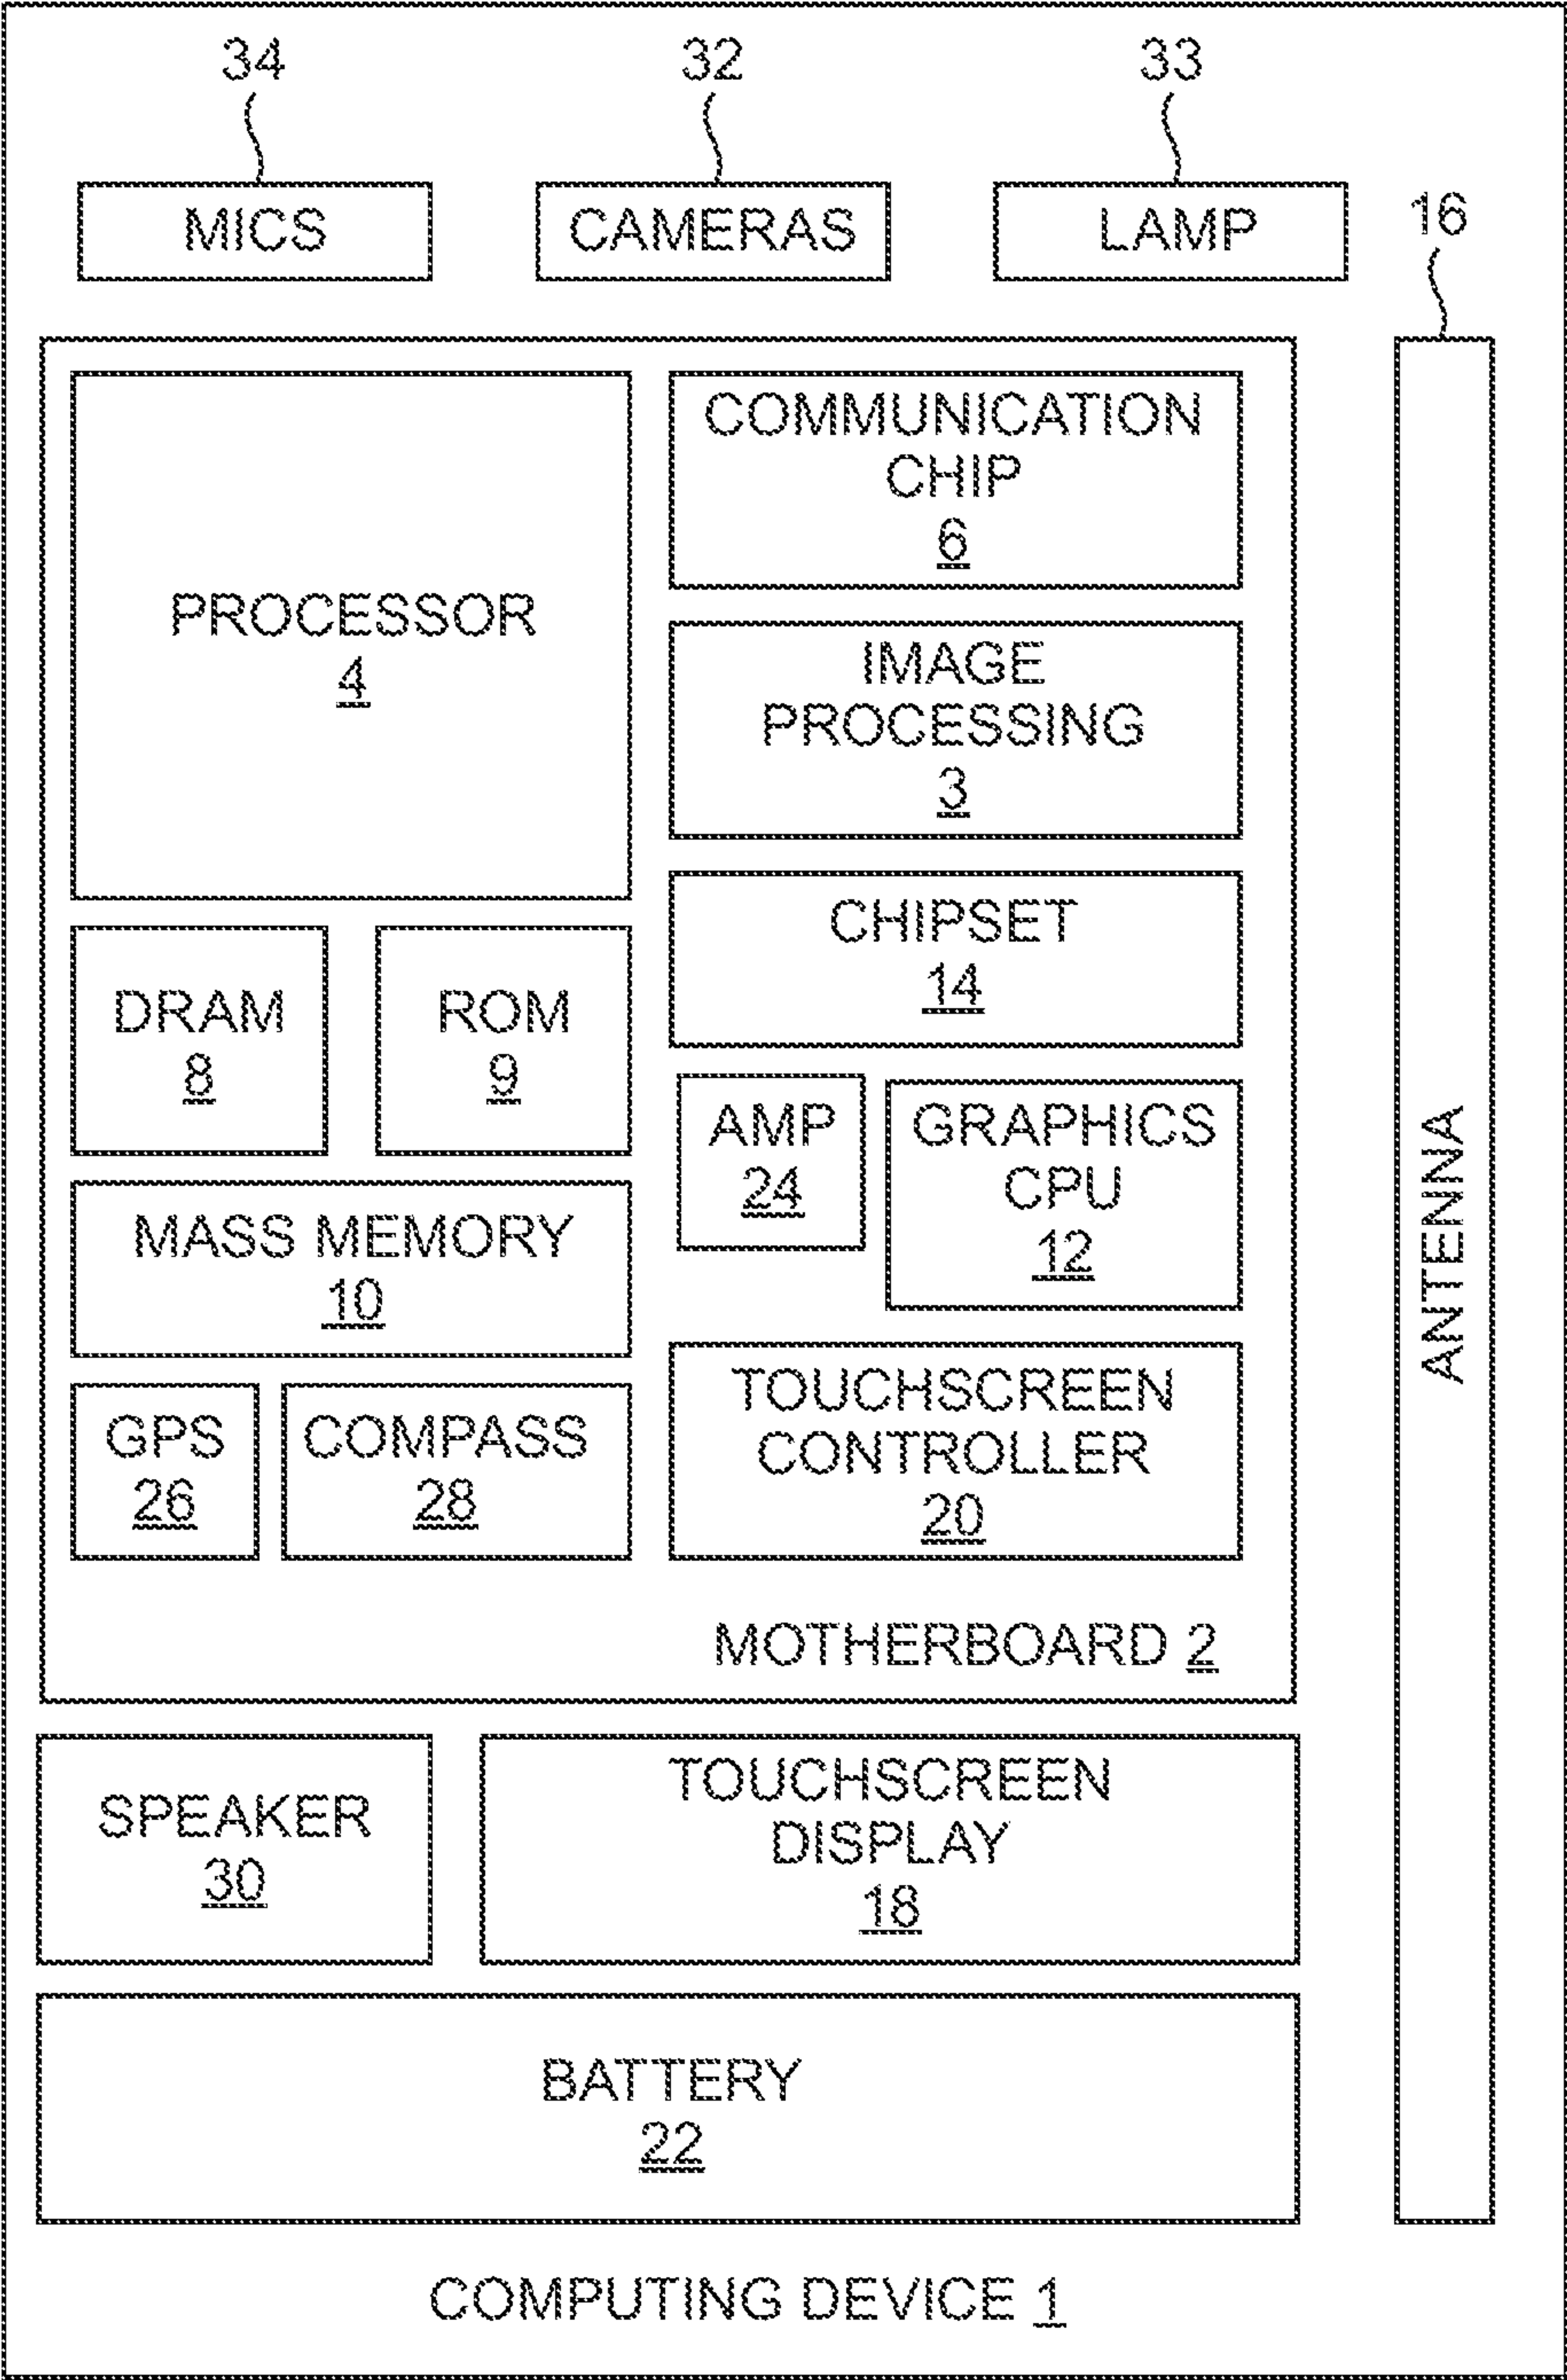 34
32
33
MICS
CAMERAS
LAMP
16
PROCESSOR
4
COMMUNICATION
CHIP
6
IMAGE
PROCESSING
3
CHIPSET
14
DRAM
8
ROM
9
AMP
24
GRAPHICS
CPU
12
MASS MEMORY
10
GPS
26
COMPASS
28
TOUCHSCREEN
CONTROLLER
20
MOTHERBOARD 2
ANTENNA
SPEAKER
30
TOUCHSCREEN
DISPLAY
18
BATTERY
22
COMPUTING DEVICE 1